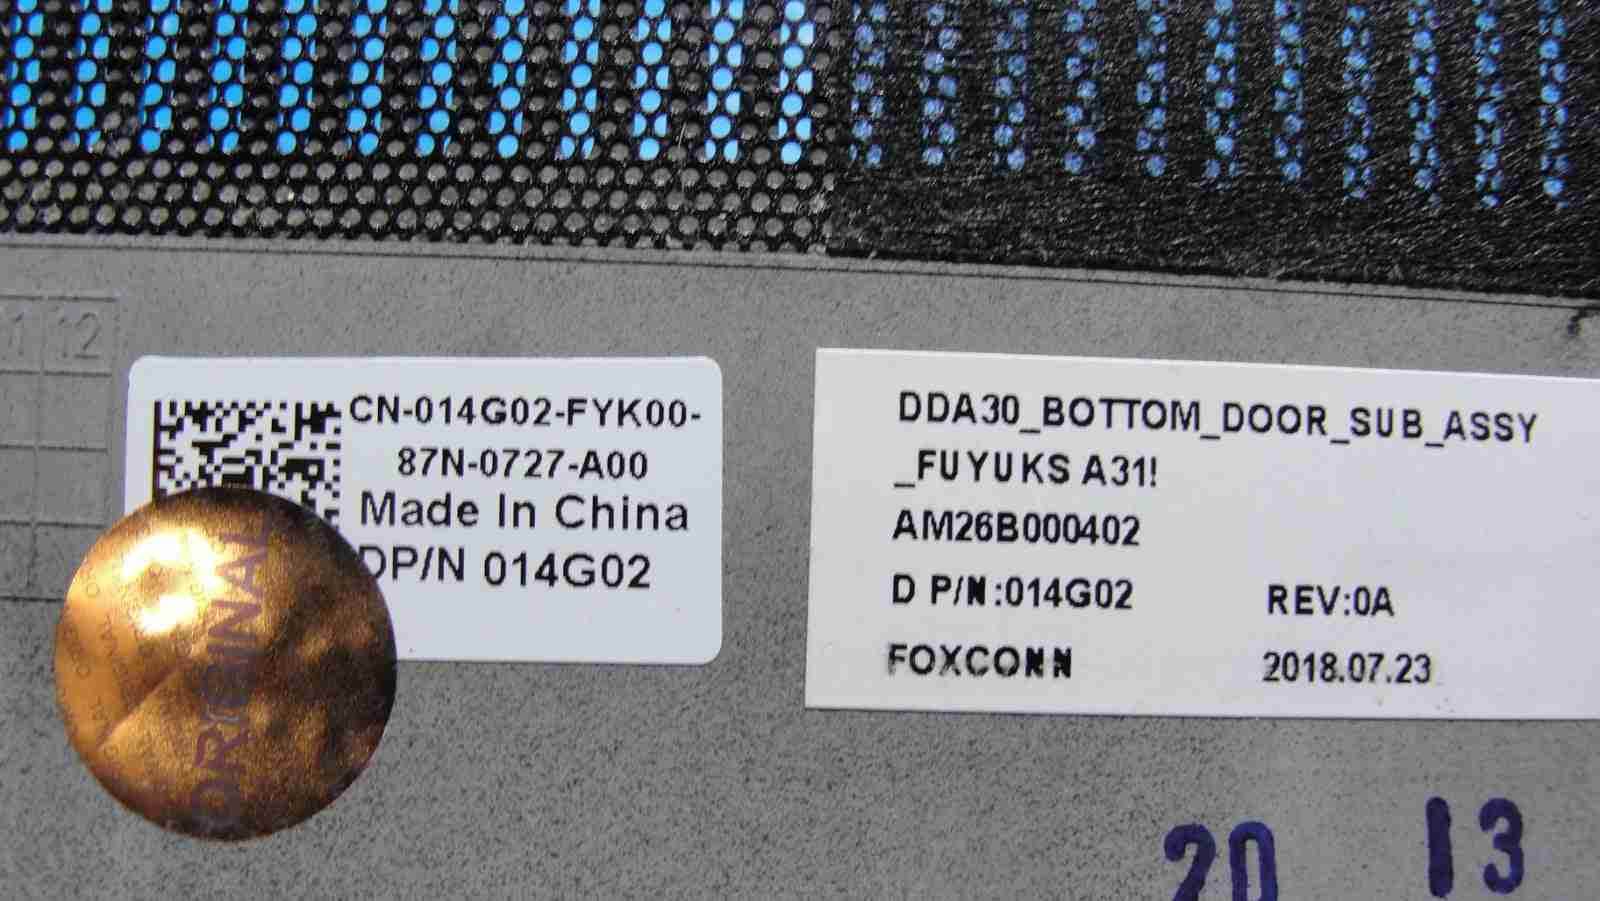 12
CN-014G02-FYK00-
87N-0727-A00
Made In China
DP/N 014G02
ORIGINAL
DDA30_BOTTOM_DOOR_SUB_ASSY
_FUYUKS A31!
AM26B000402
D P/N:014G02 REV:0A
FOXCONN 2018.07.23
20 13